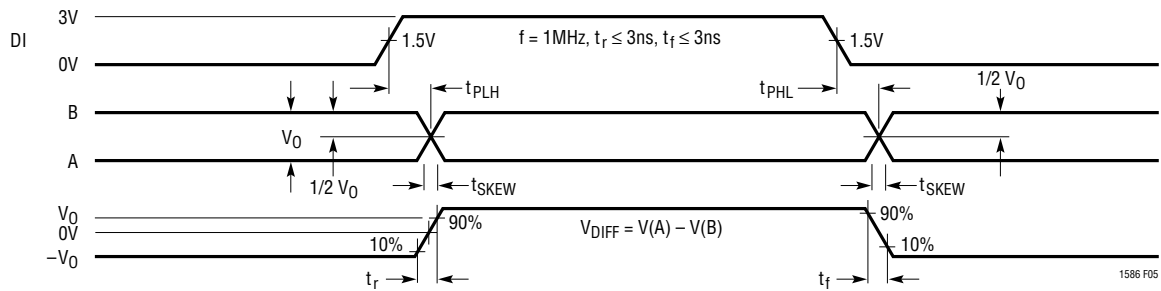 3V
DI
1.5V
f = 1MHz, tr ≤ 3ns, tf ≤ 3ns
1.5V
0V
tPLH
tPHL
1/2 VO
B
VO
A
1/2 VO
tSKEW
tSKEW
VO
0V
–VO
90%
10%
VDIFF = V(A) – V(B)
90%
10%
tr
tf
1586 F05